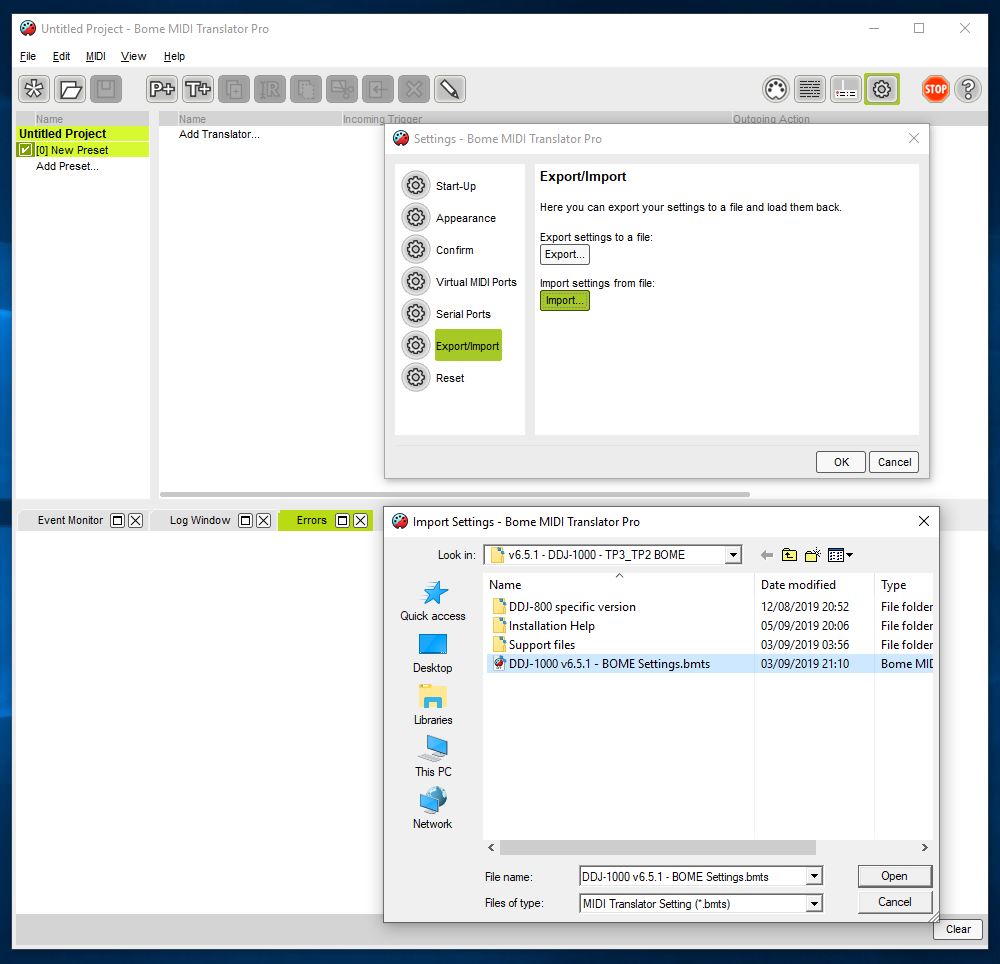 Untitled Project - Bome MIDI Translator Pro
File Edit MIDI View Help
P+ T+ IR STOP ?
Name
Name Incoming Trigger Outgoing Action
Untitled Project
[0] New Preset
Add Preset...
Add Translator...
Settings - Bome MIDI Translator Pro
Start-Up
Appearance
Confirm
Virtual MIDI Ports
Serial Ports
Export/Import
Reset
Export/Import
Here you can export your settings to a file and load them back.
Export settings to a file:
Export...
Import settings from file:
Import...
OK Cancel
Event Monitor Log Window Errors
Import Settings - Bome MIDI Translator Pro
Look in: v6.5.1 - DDJ-1000 - TP3_TP2 BOME
Quick access
Desktop
Libraries
This PC
Network
Name Date modified Type
DDJ-800 specific version 12/08/2019 20:52 File folder
Installation Help 05/09/2019 20:06 File folder
Support files 03/09/2019 03:56 File folder
DDJ-1000 v6.5.1 - BOME Settings.bmts 03/09/2019 21:10 Bome MID
File name: DDJ-1000 v6.5.1 - BOME Settings.bmts Open
Files of type: MIDI Translator Setting (*.bmts) Cancel
Clear